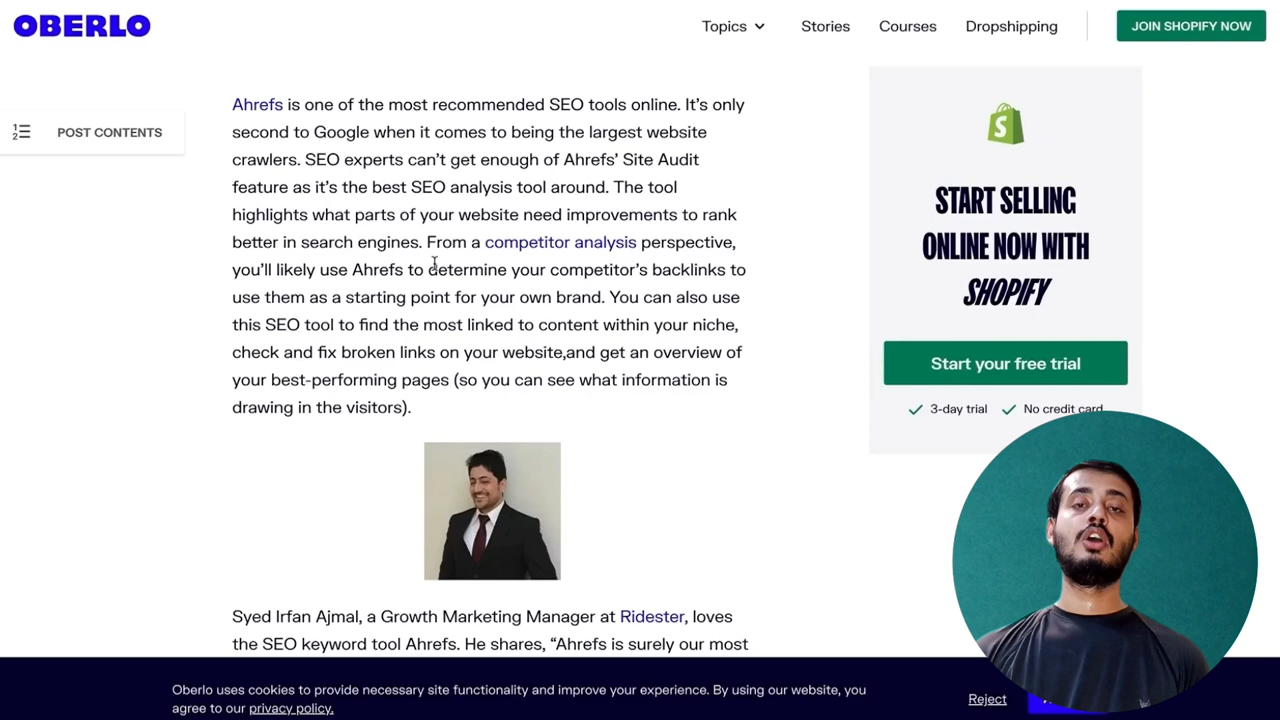 OBERLO
Topics
Stories
Courses
Dropshipping
JOIN SHOPIFY NOW
POST CONTENTS
Ahrefs is one of the most recommended SEO tools online. It’s only
second to Google when it comes to being the largest website
crawlers. SEO experts can’t get enough of Ahrefs’ Site Audit
feature as it’s the best SEO analysis tool around. The tool
highlights what parts of your website need improvements to rank
better in search engines. From a competitor analysis perspective,
you’ll likely use Ahrefs to determine your competitor’s backlinks to
use them as a starting point for your own brand. You can also use
this SEO tool to find the most linked to content within your niche,
check and fix broken links on your website,and get an overview of
your best-performing pages (so you can see what information is
drawing in the visitors).
START SELLING
ONLINE NOW WITH
SHOPIFY
Start your free trial
3-day trial
No credit card
Syed Irfan Ajmal, a Growth Marketing Manager at Ridester, loves
the SEO keyword tool Ahrefs. He shares, “Ahrefs is surely our most
Oberlo uses cookies to provide necessary site functionality and improve your experience. By using our website, you
agree to our privacy policy.
Reject